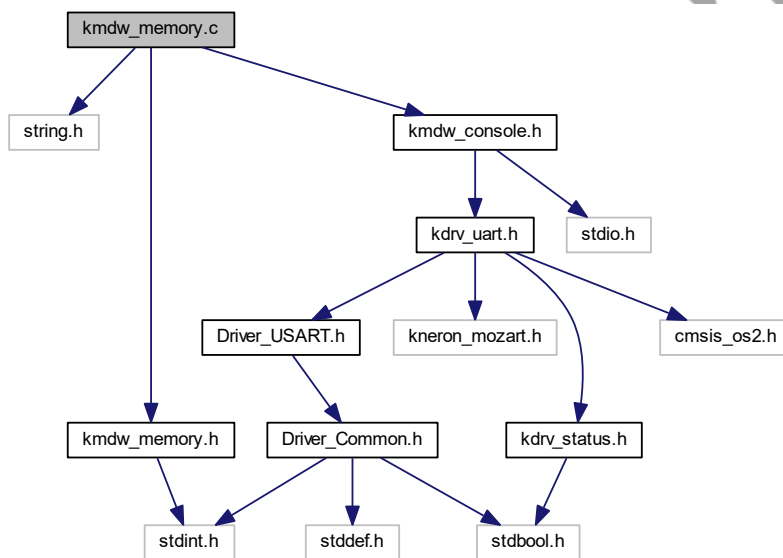 kmdw_memory.c
string.h
kmdw_console.h
kdrv_uart.h
stdio.h
Driver_USART.h
kneron_mozart.h
cmsis_os2.h
kmdw_memory.h
Driver_Common.h
kdrv_status.h
stdint.h
stddef.h
stdbool.h